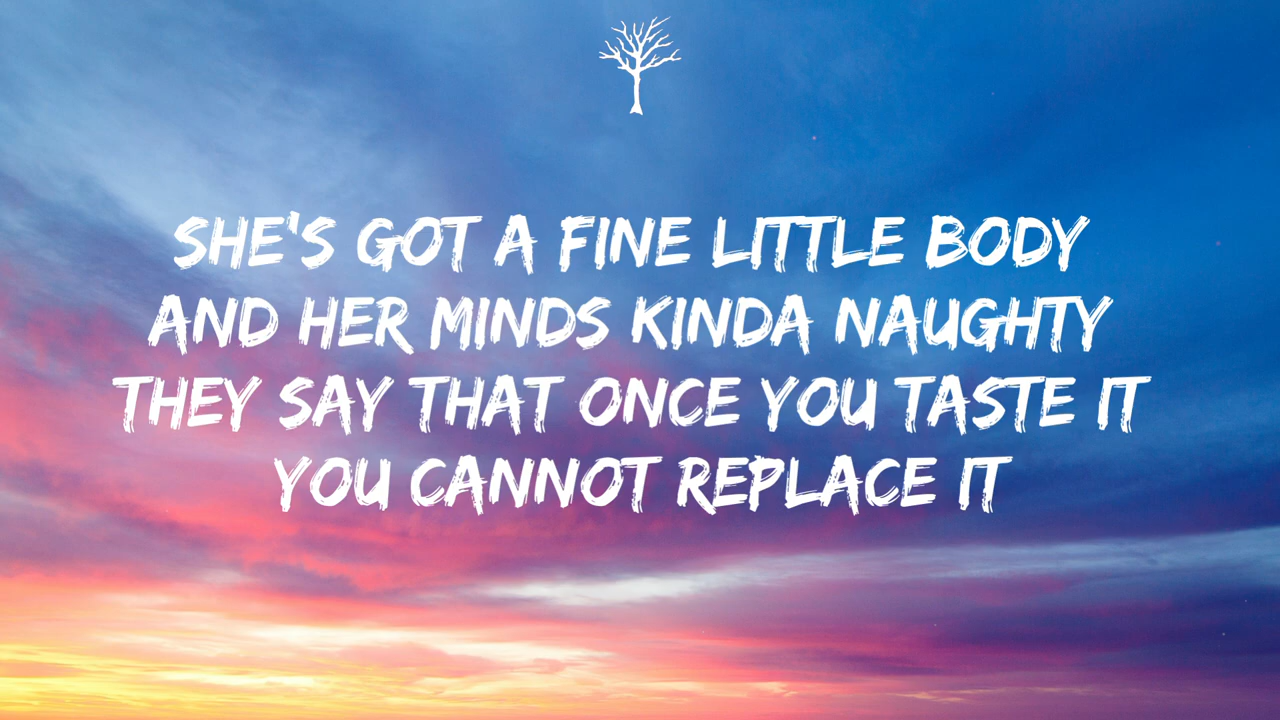 SHE'S GOT A FINE LITTLE BODY
AND HER MINDS KINDA NAUGHTY
THEY SAY THAT ONCE YOU TASTE IT
YOU CANNOT REPLACE IT